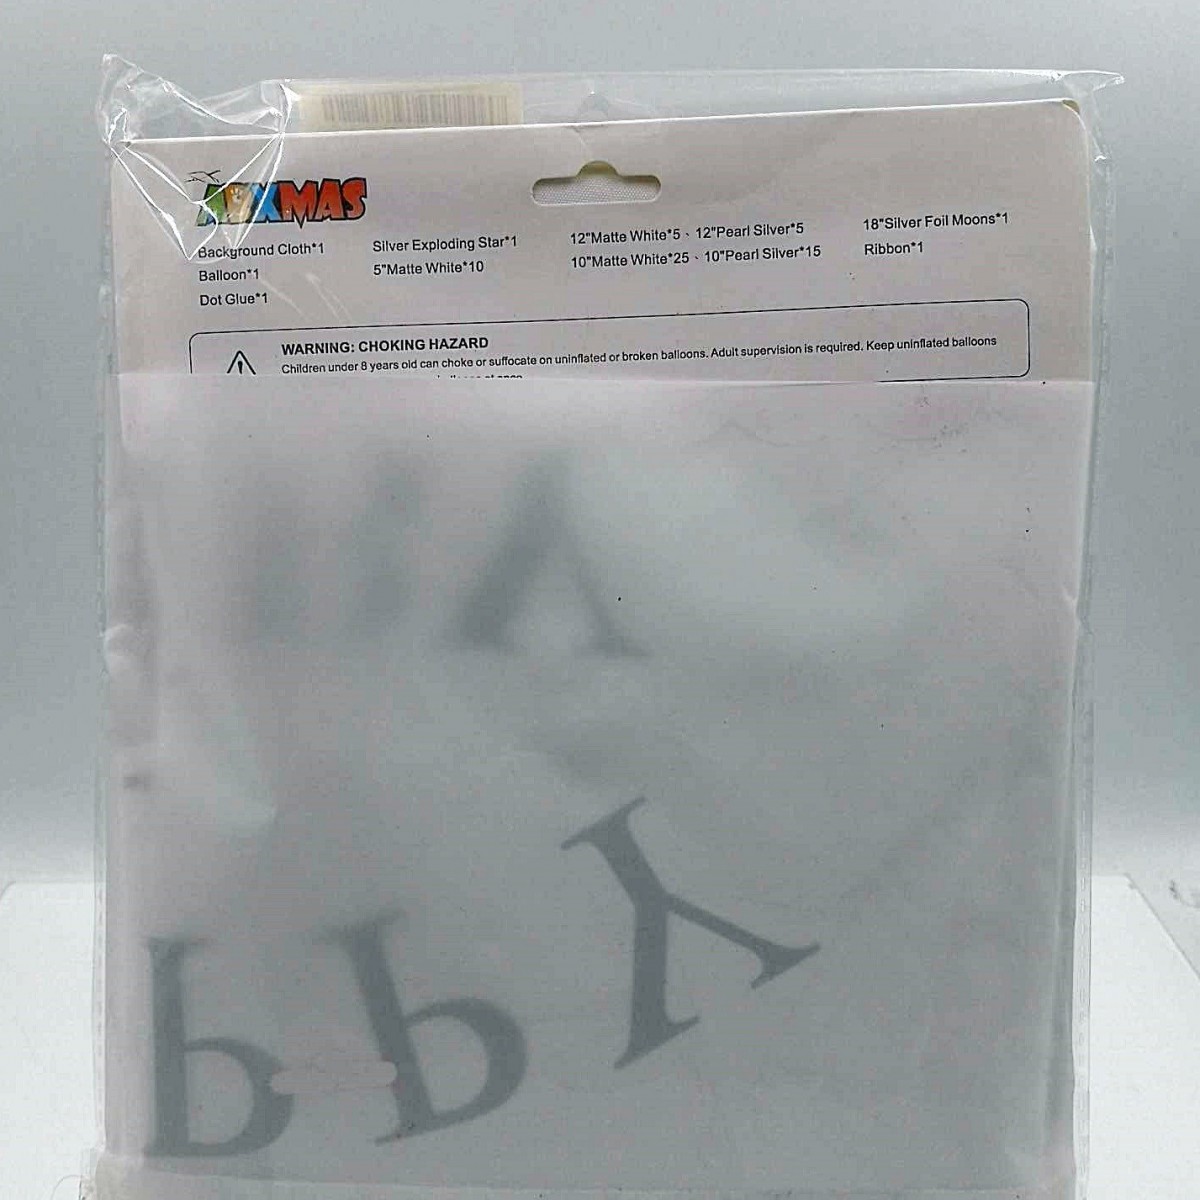 AUXMAS
Background Cloth*1
Balloon*1
Dot Glue*1
Silver Exploding Star*1
5"Matte White*10
12"Matte White*5、12"Pearl Silver*5
10"Matte White*25、10"Pearl Silver*15
18"Silver Foil Moons*1
Ribbon*1
WARNING: CHOKING HAZARD
Children under 8 years old can choke or suffocate on uninflated or broken balloons. Adult supervision is required. Keep uninflated balloons